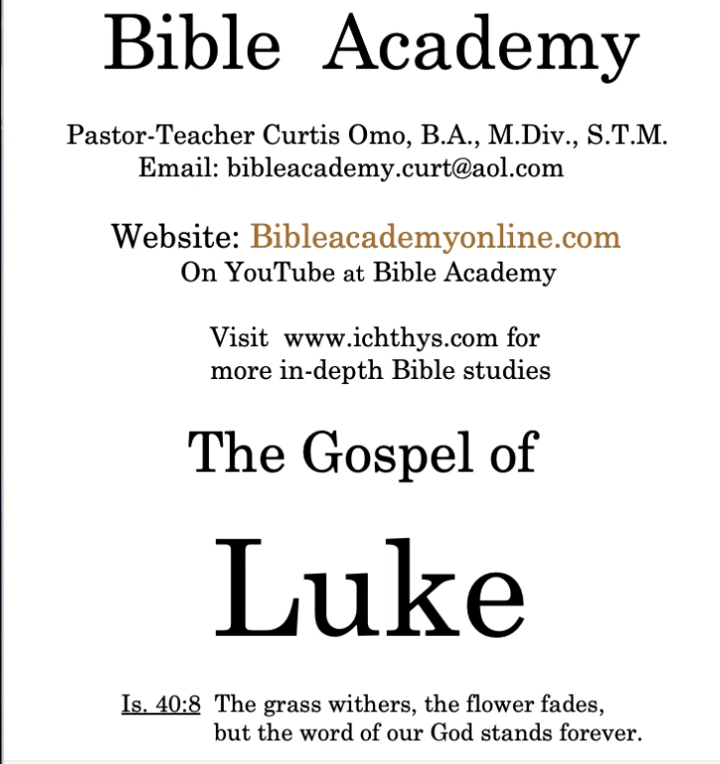 Bible Academy
Pastor-Teacher Curtis Omo, B.A., M.Div., S.T.M.
Email: bibleacademy.curt@aol.com
Website: Bibleacademyonline.com
On YouTube at Bible Academy
Visit www.ichthys.com for
more in-depth Bible studies
The Gospel of
Luke
Is. 40:8 The grass withers, the flower fades,
but the word of our God stands forever.